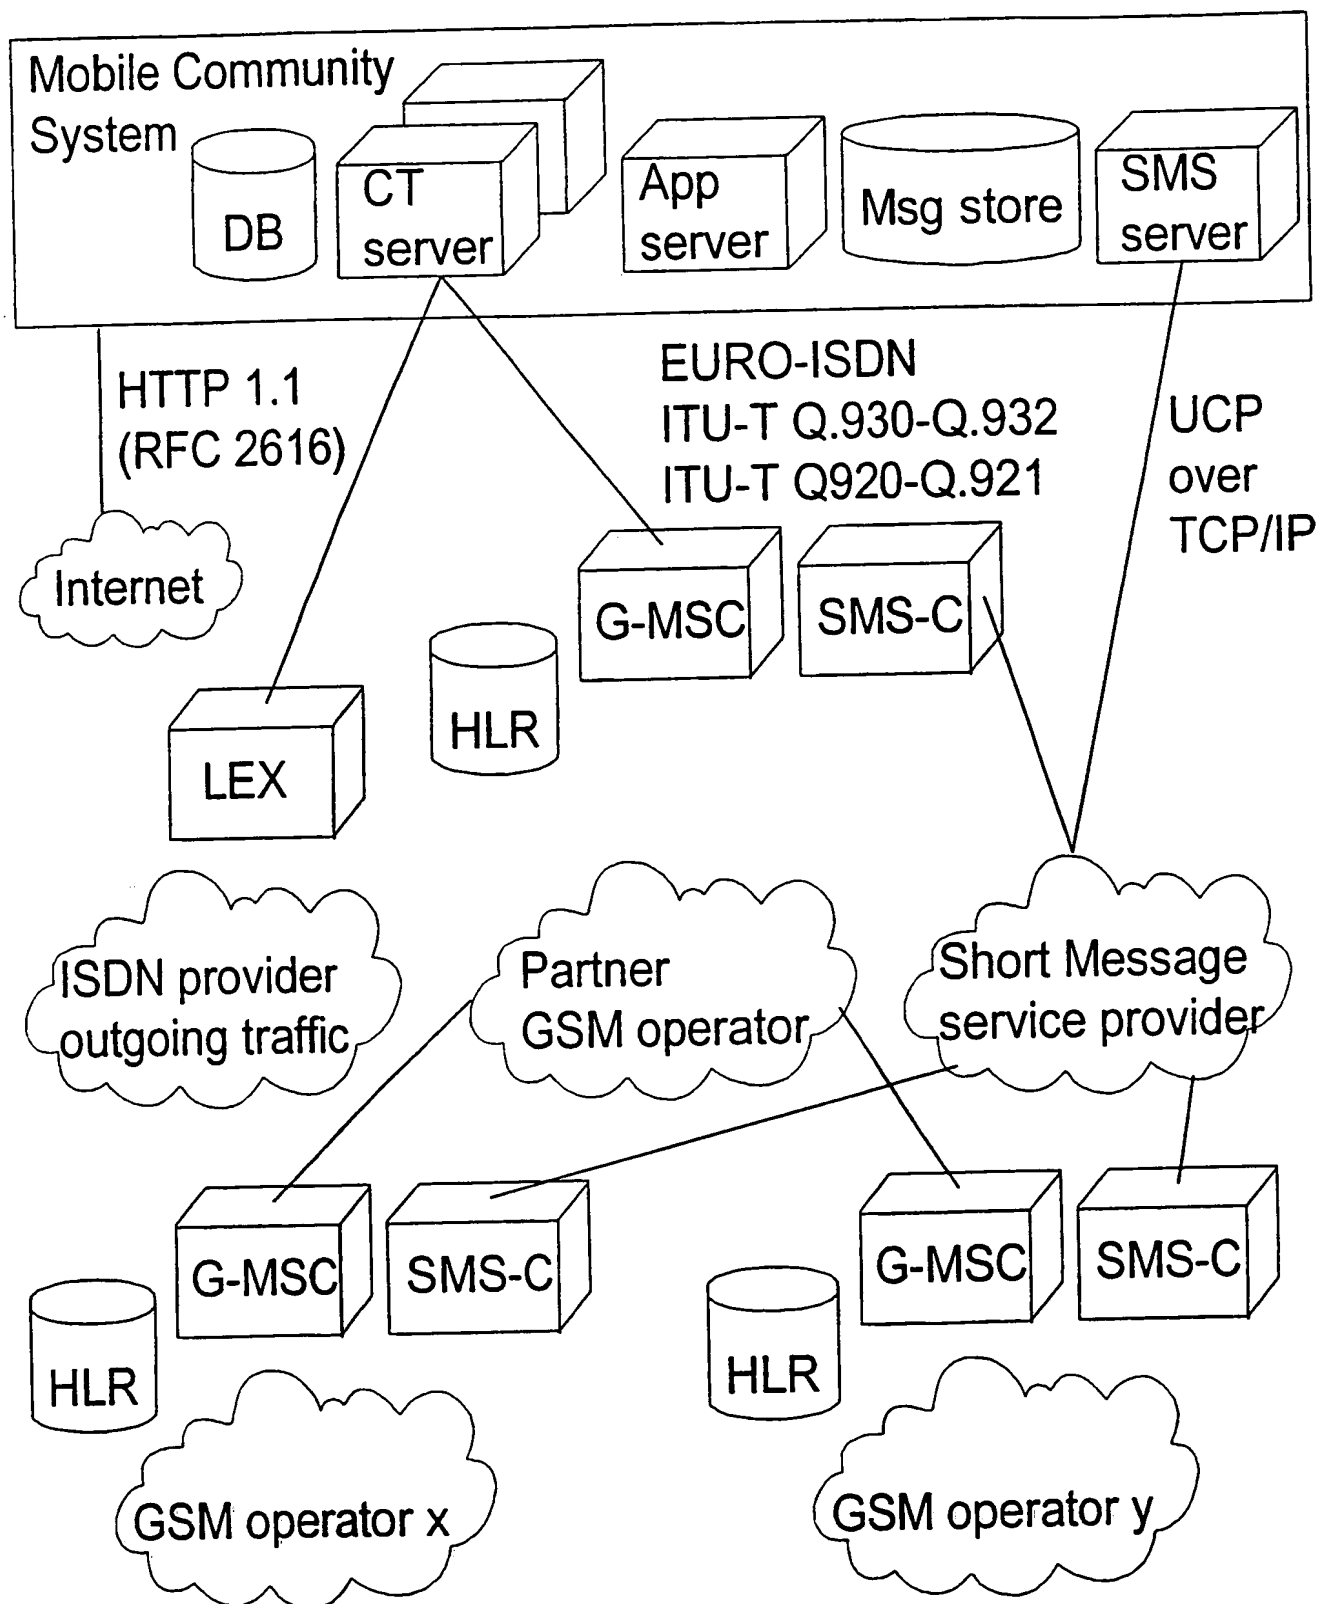 Mobile Community
System
DB
CT
server
App
server
Msg store
SMS
server
HTTP 1.1
(RFC 2616)
EURO-ISDN
ITU-T Q.930-Q.932
ITU-T Q920-Q.921
UCP
over
TCP/IP
Internet
G-MSC
SMS-C
HLR
LEX
ISDN provider
outgoing traffic
Partner
GSM operator
Short Message
service provider
G-MSC
SMS-C
HLR
G-MSC
SMS-C
HLR
GSM operator x
GSM operator y